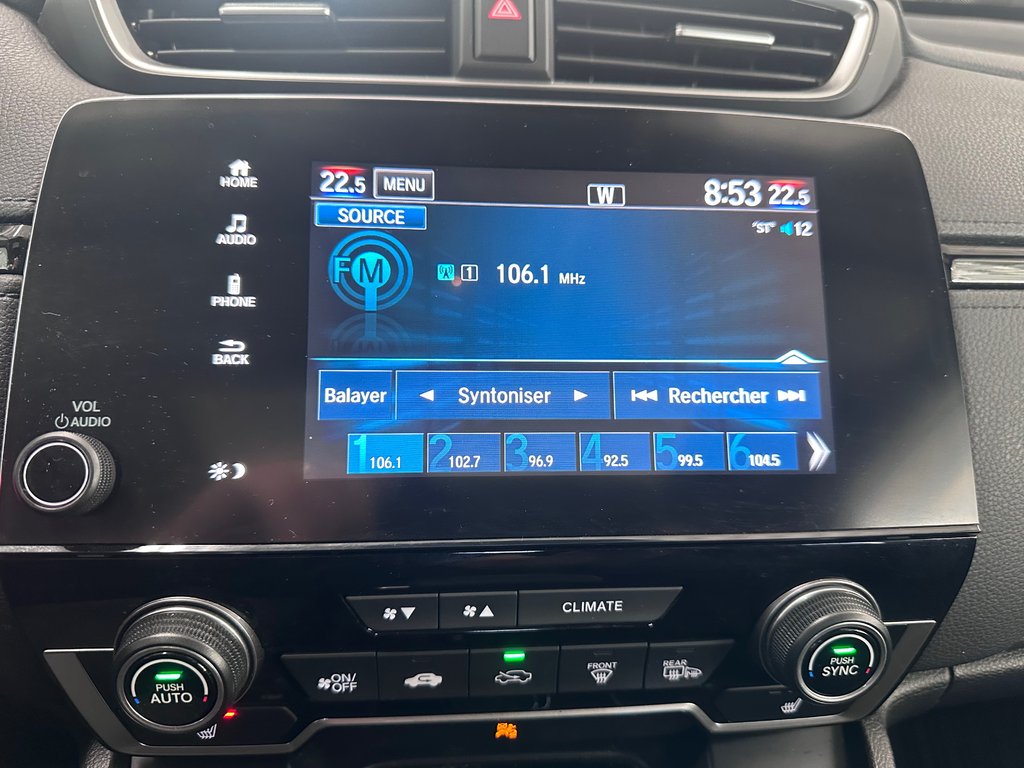 22.5 MENU W 8:53 22.5
HOME
SOURCE
"ST" 12
AUDIO
FM 1 106.1 MHz
PHONE
BACK
Balayer Syntoniser Rechercher
VOL
AUDIO
1 106.1 2 102.7 3 96.9 4 92.5 5 99.5 6 104.5
CLIMATE
ON/OFF
FRONT
REAR
PUSH AUTO
PUSH SYNC